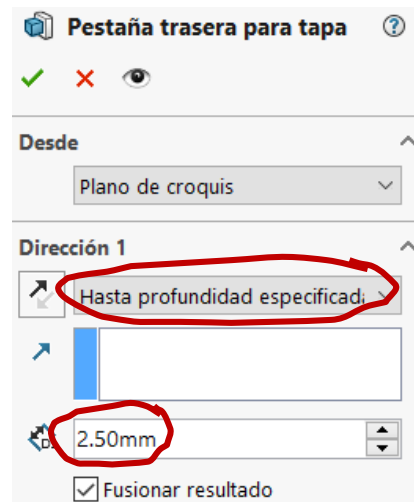 Pestaña trasera para tapa
Desde
Plano de croquis
Dirección 1
Hasta profundidad especificada
2.50mm
Fusionar resultado